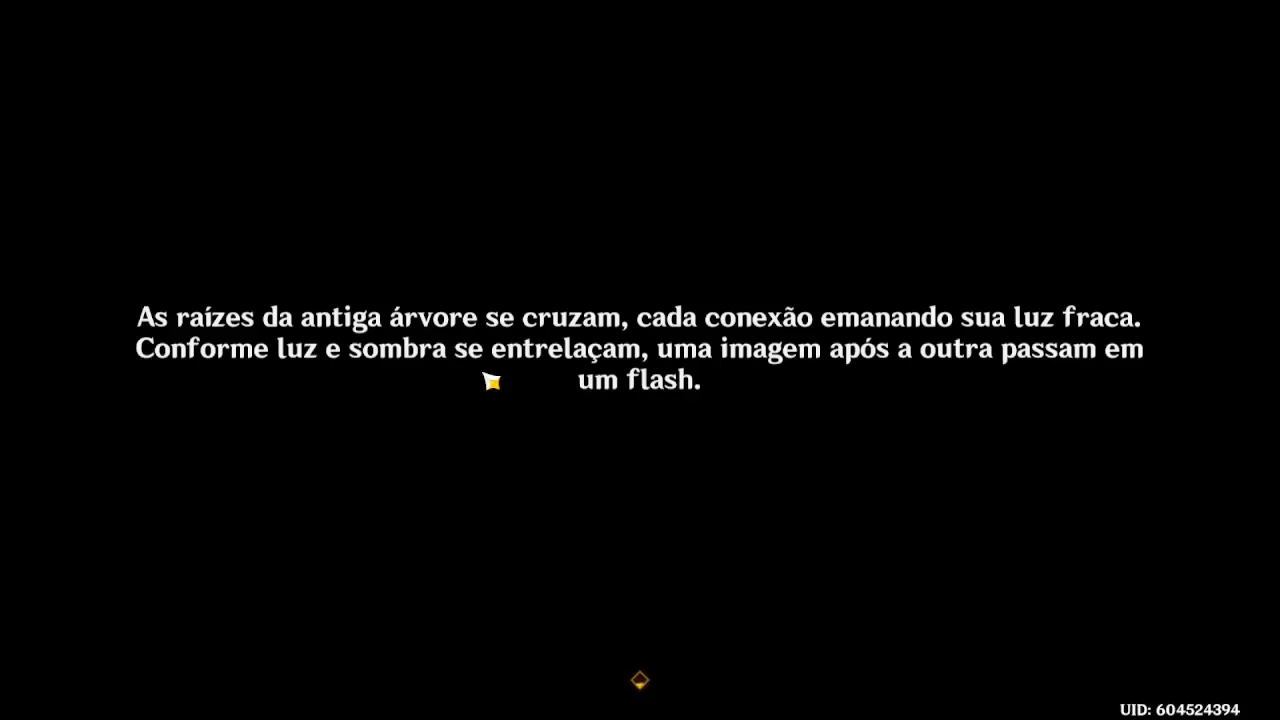 As raízes da antiga árvore se cruzam, cada conexão emanando sua luz fraca.
Conforme luz e sombra se entrelaçam, uma imagem após a outra passam em
um flash.
UID: 604524394